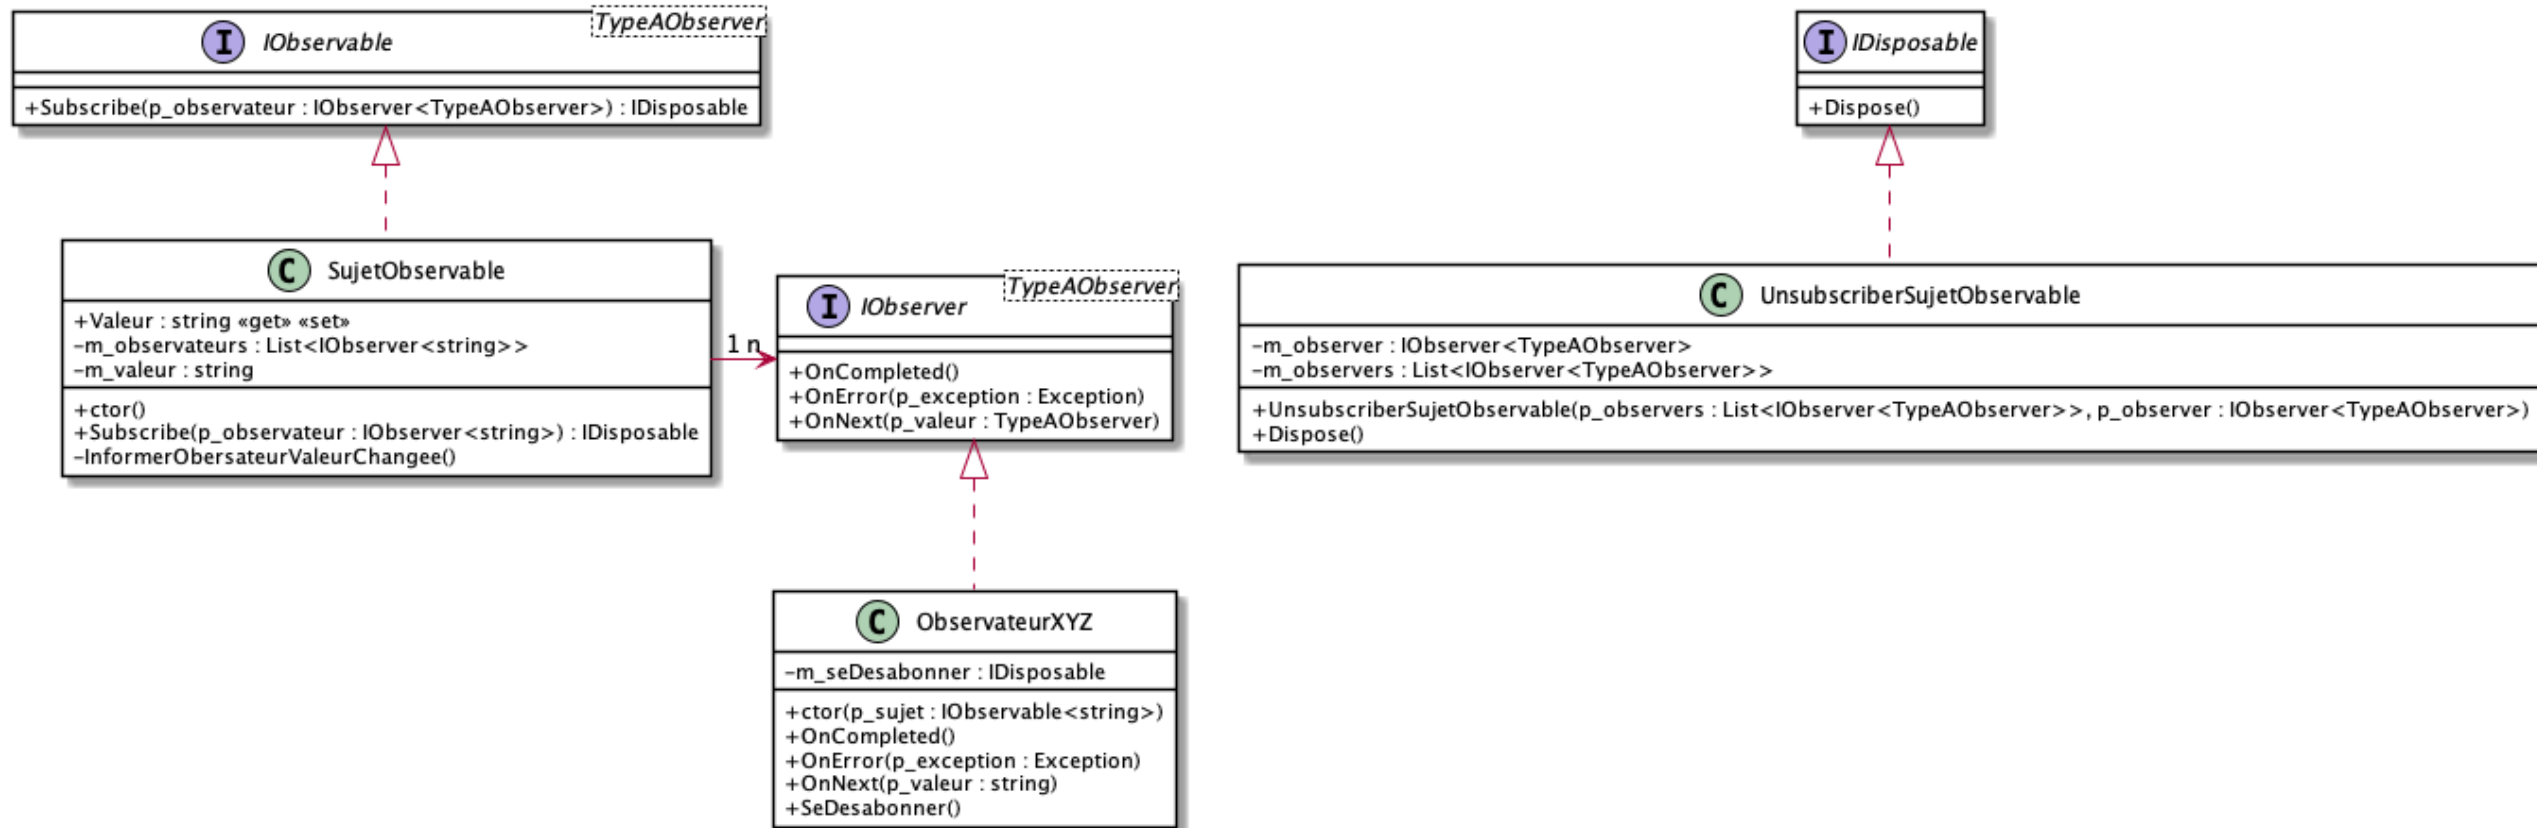 TypeAObserver
I IObservable
+Subscribe(p_observateur : IObserver<TypeAObserver>) : IDisposable
I IDisposable
+Dispose()
C SujetObservable
+Valeur : string «get» «set»
-m_observateurs : List<IObserver<string>>
-m_valeur : string
+ctor()
+Subscribe(p_observateur : IObserver<string>) : IDisposable
-InformerObersateurValeurChangee()
1 n
TypeAObserver
I IObserver
+OnCompleted()
+OnError(p_exception : Exception)
+OnNext(p_valeur : TypeAObserver)
C UnsubscriberSujetObservable
-m_observer : IObserver<TypeAObserver>
-m_observers : List<IObserver<TypeAObserver>>
+UnsubscriberSujetObservable(p_observers : List<IObserver<TypeAObserver>>, p_observer : IObserver<TypeAObserver>)
+Dispose()
C ObservateurXYZ
-m_seDesabonner : IDisposable
+ctor(p_sujet : IObservable<string>)
+OnCompleted()
+OnError(p_exception : Exception)
+OnNext(p_valeur : string)
+SeDesabonner()